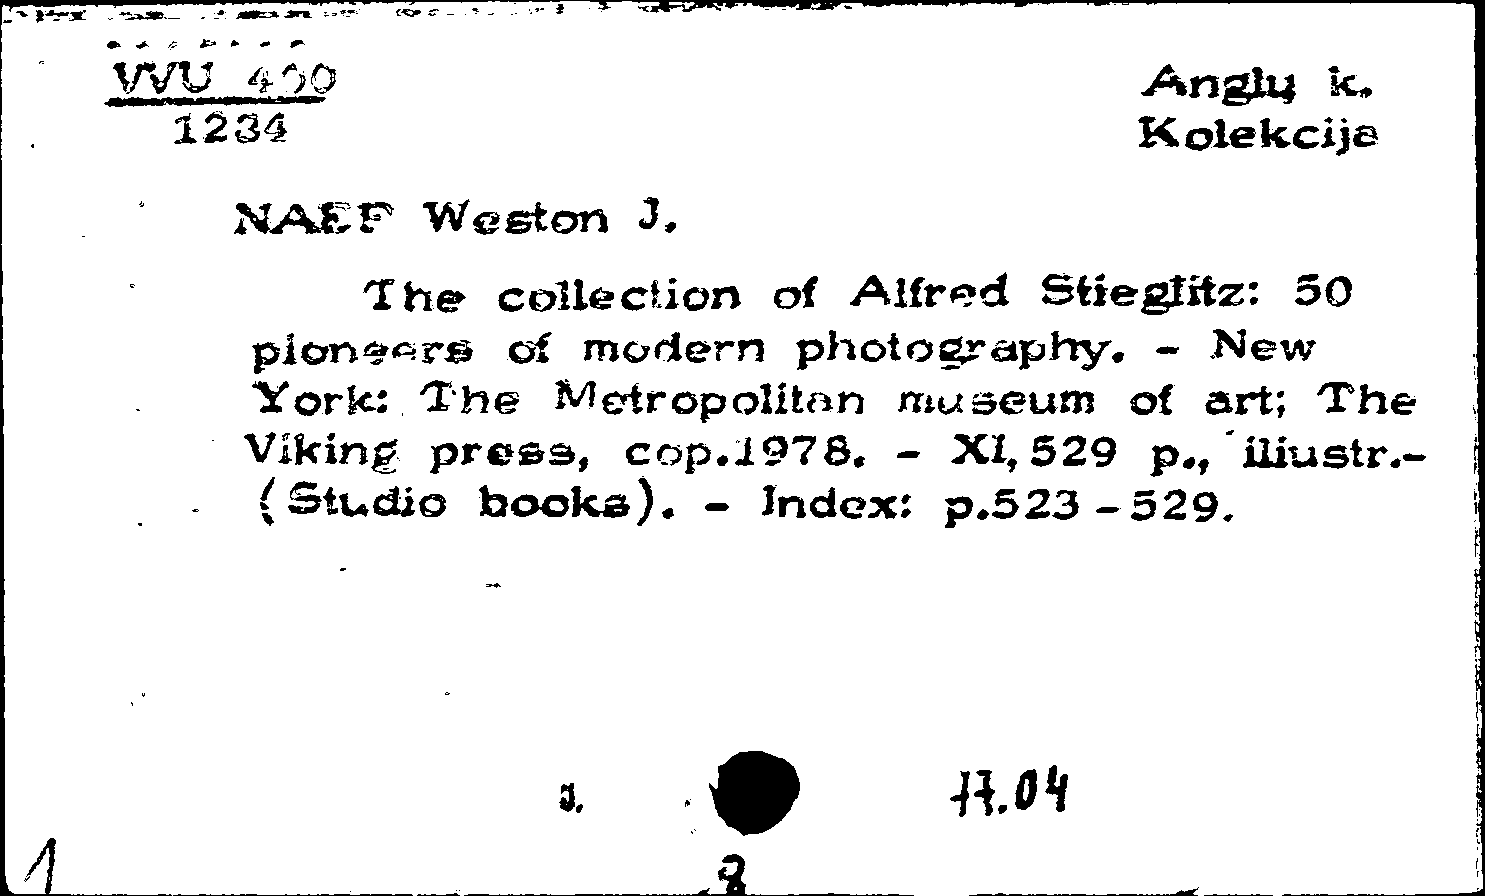 VVU 400
1234
Anglų k.
Kolekcija
NAEF Weston J.
The collection of Alfred Stieglitz: 50
pioneers of modern photography. - New
York: The Metropolitan museum of art; The
Viking press, cop.1978. - XI, 529 p., iliustr.-
(Studio books). - Index: p.523-529.
J.
17.04
1
8